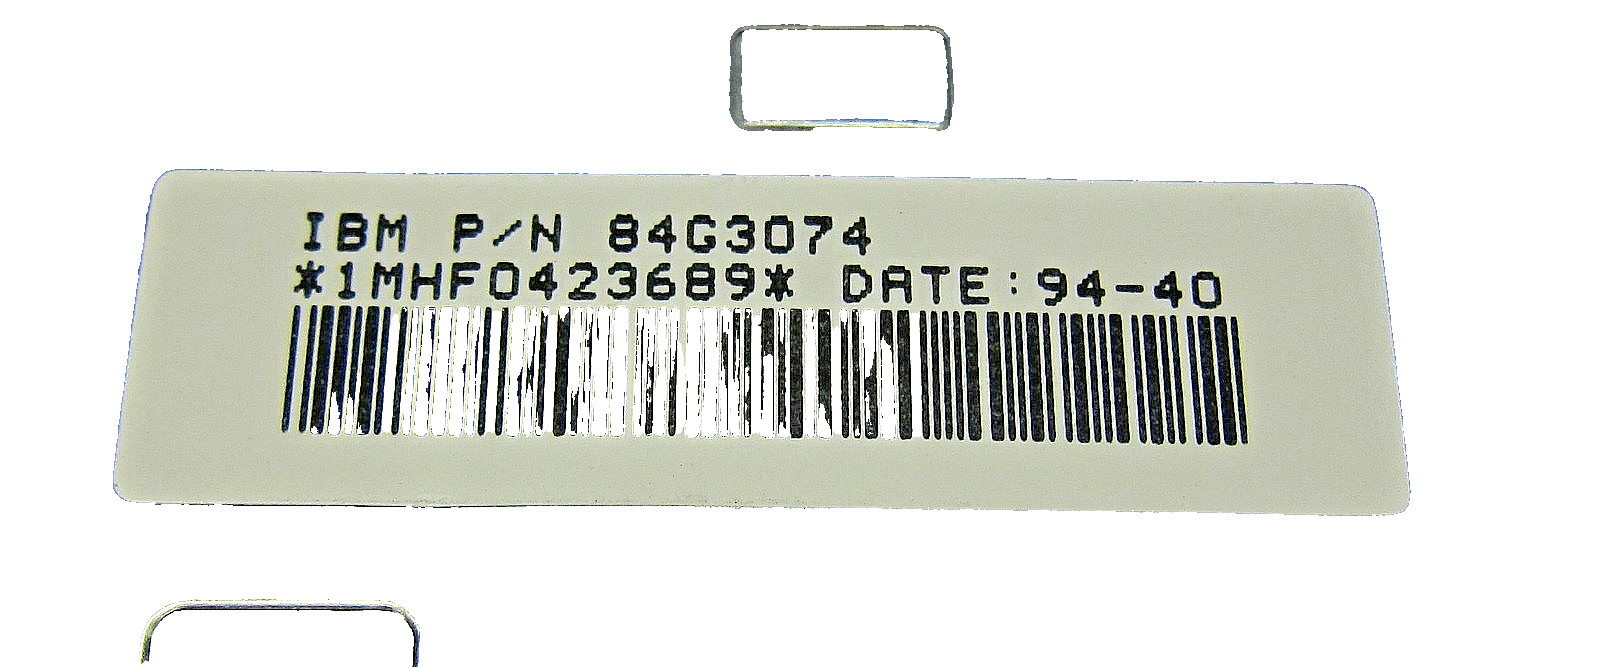 IBM P/N 84G3074
*1MHF0423689* DATE:94-40